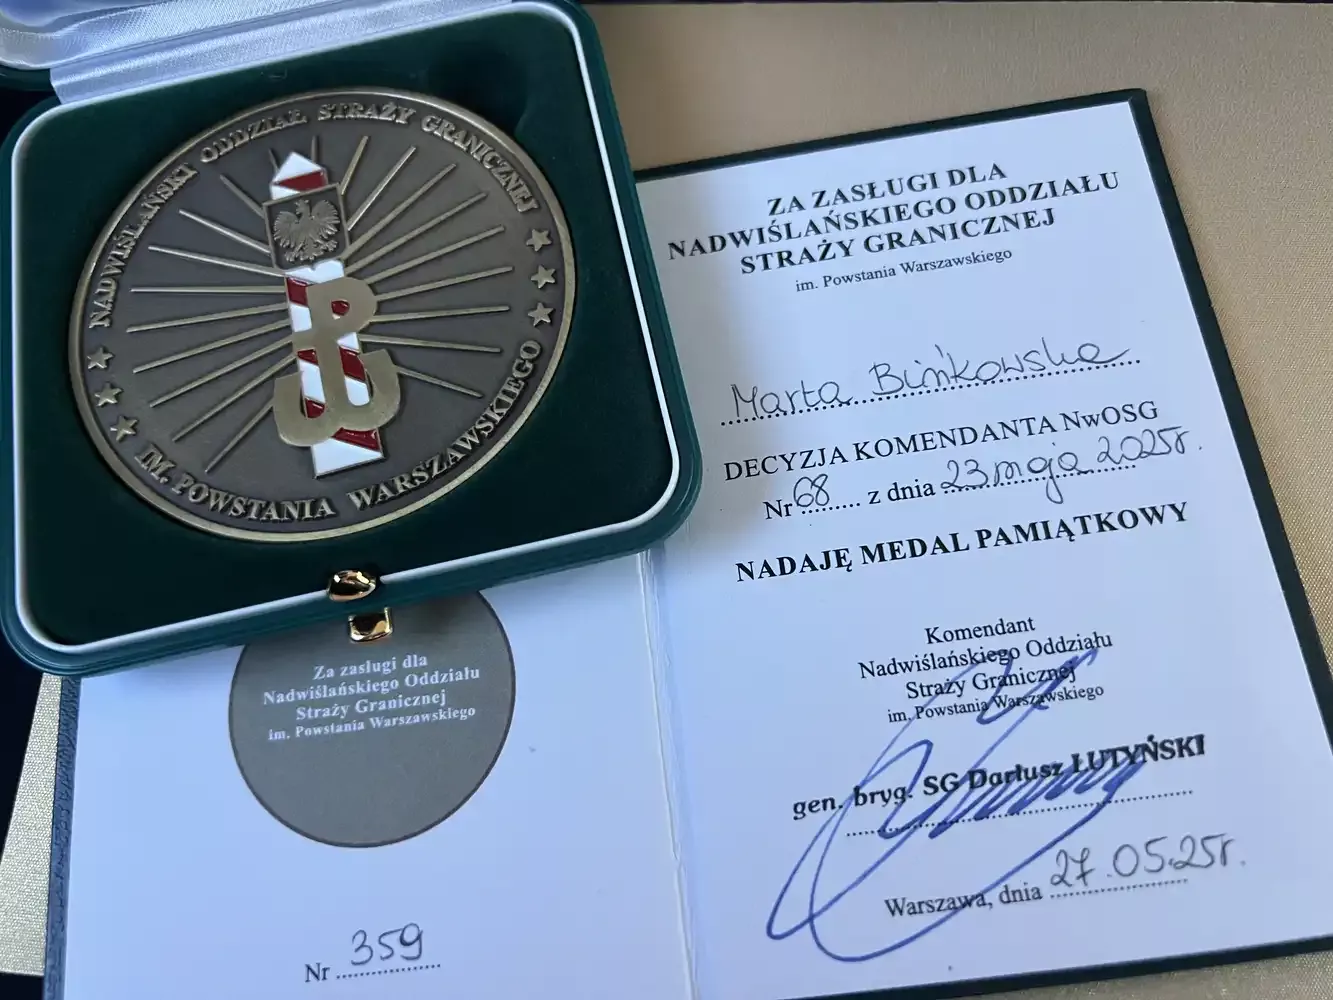 NADWIŚLAŃSKI ODDZIAŁ STRAŻY GRANICZNEJ
IM. POWSTANIA WARSZAWSKIEGO
Za zasługi dla
Nadwiślańskiego Oddziału
Straży Granicznej
im. Powstania Warszawskiego
Nr 359
ZA ZASŁUGI DLA
NADWIŚLAŃSKIEGO ODDZIAŁU
STRAŻY GRANICZNEJ
im. Powstania Warszawskiego
Marta Bińkowska
DECYZJA KOMENDANTA NwOSG
Nr 68 z dnia 23 maja 2025r.
NADAJĘ MEDAL PAMIĄTKOWY
Komendant
Nadwiślańskiego Oddziału
Straży Granicznej
im. Powstania Warszawskiego
gen. bryg. SG Dariusz ŁUTYŃSKI
Warszawa, dnia 27.05.25r.